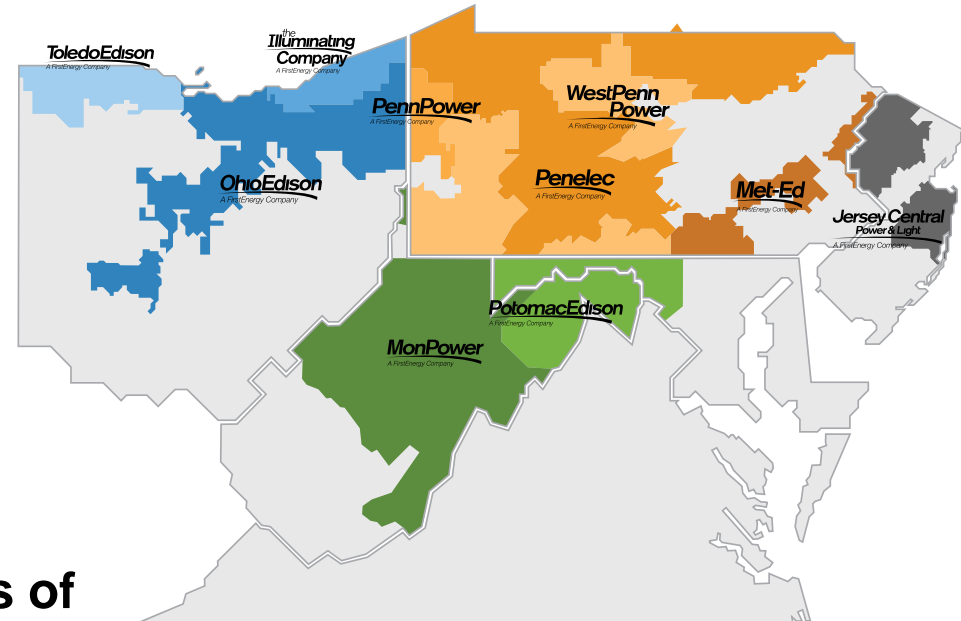 ToledoEdison
A FirstEnergy Company
the
Illuminating
Company
A FirstEnergy Company
PennPower
A FirstEnergy Company
WestPenn
Power
A FirstEnergy Company
OhioEdison
A FirstEnergy Company
Penelec
A FirstEnergy Company
Met-Ed
A FirstEnergy Company
Jersey Central
Power & Light
A FirstEnergy Company
PotomacEdison
A FirstEnergy Company
MonPower
A FirstEnergy Company
s of